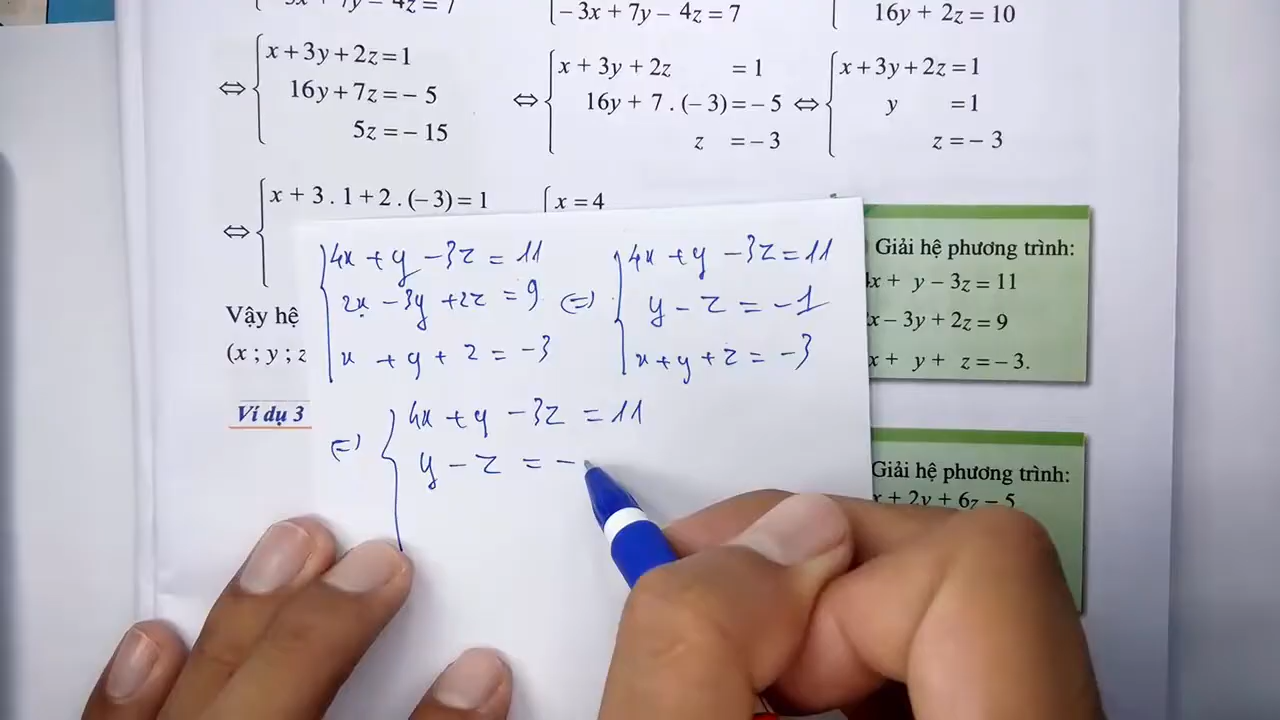 − 3x + 7y − 4z = 7
16y + 2z = 10
⇔ { x + 3y + 2z = 1
16y + 7z = − 5
5z = − 15
⇔ { x + 3y + 2z = 1
16y + 7 . (− 3) = − 5
z = − 3
⇔ { x + 3y + 2z = 1
y = 1
z = − 3
⇔ { x + 3 . 1 + 2 . (− 3) = 1
{ x = 4
Vậy hệ
(x ; y ; z
Ví dụ 3
{ 4x + y − 3z = 11
2x − 3y + 2z = 9
x + y + z = −3
⇔ { 4x + y − 3z = 11
y − z = −1
x + y + z = −3
⇔ { 4x + y − 3z = 11
y − z = −
Giải hệ phương trình:
x + y − 3z = 11
x − 3y + 2z = 9
x + y + z = − 3.
Giải hệ phương trình:
x + 2y + 6z − 5